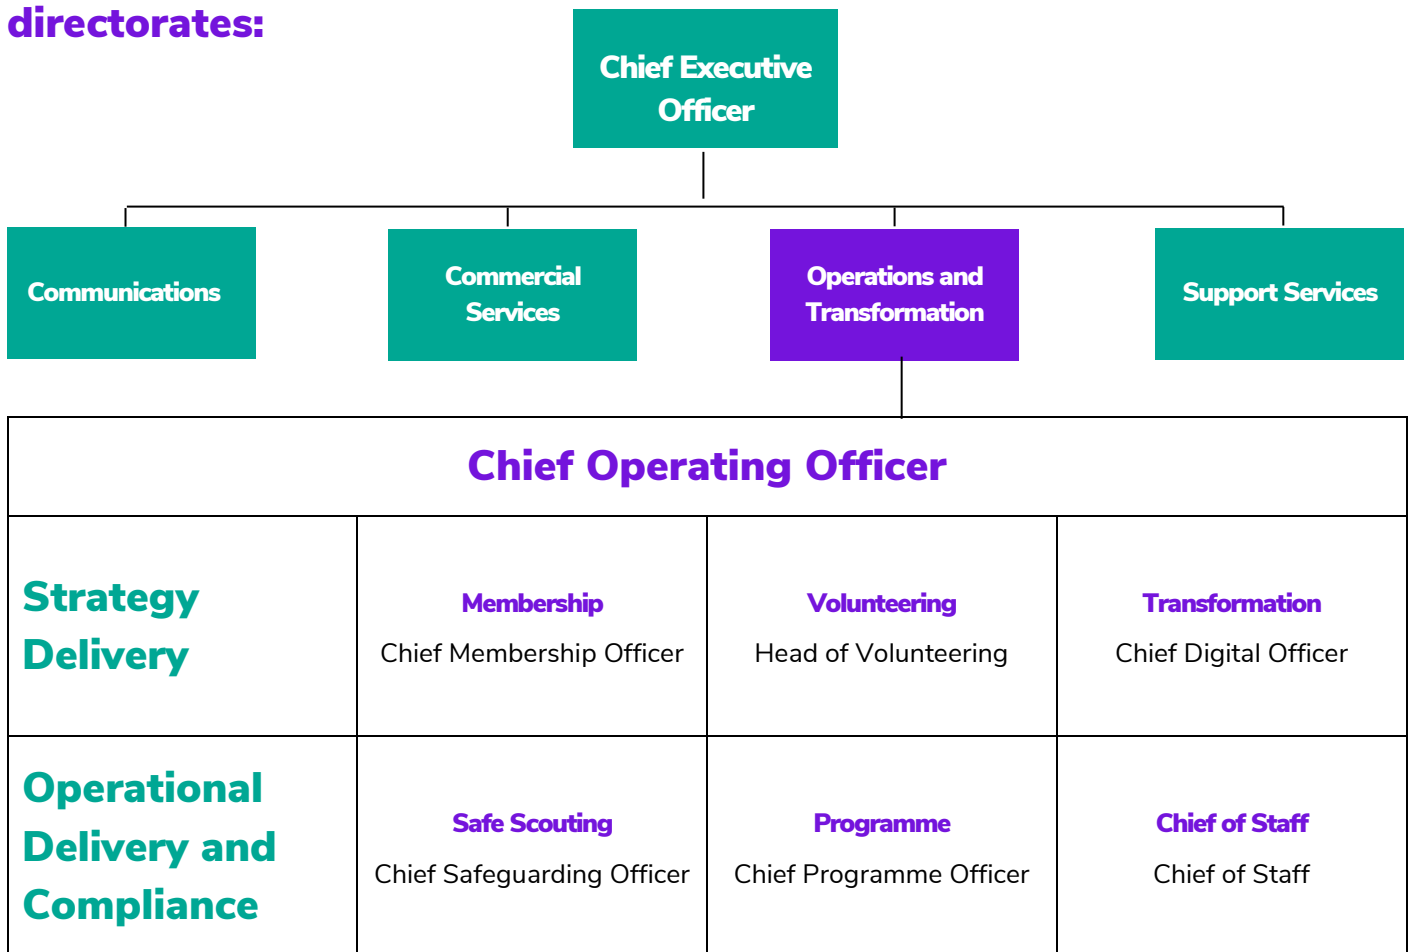 directorates:
Chief Executive
Officer
Communications
Commercial
Services
Operations and
Transformation
Support Services
Chief Operating Officer
Strategy
Delivery
Membership
Chief Membership Officer
Volunteering
Head of Volunteering
Transformation
Chief Digital Officer
Operational
Delivery and
Compliance
Safe Scouting
Chief Safeguarding Officer
Programme
Chief Programme Officer
Chief of Staff
Chief of Staff